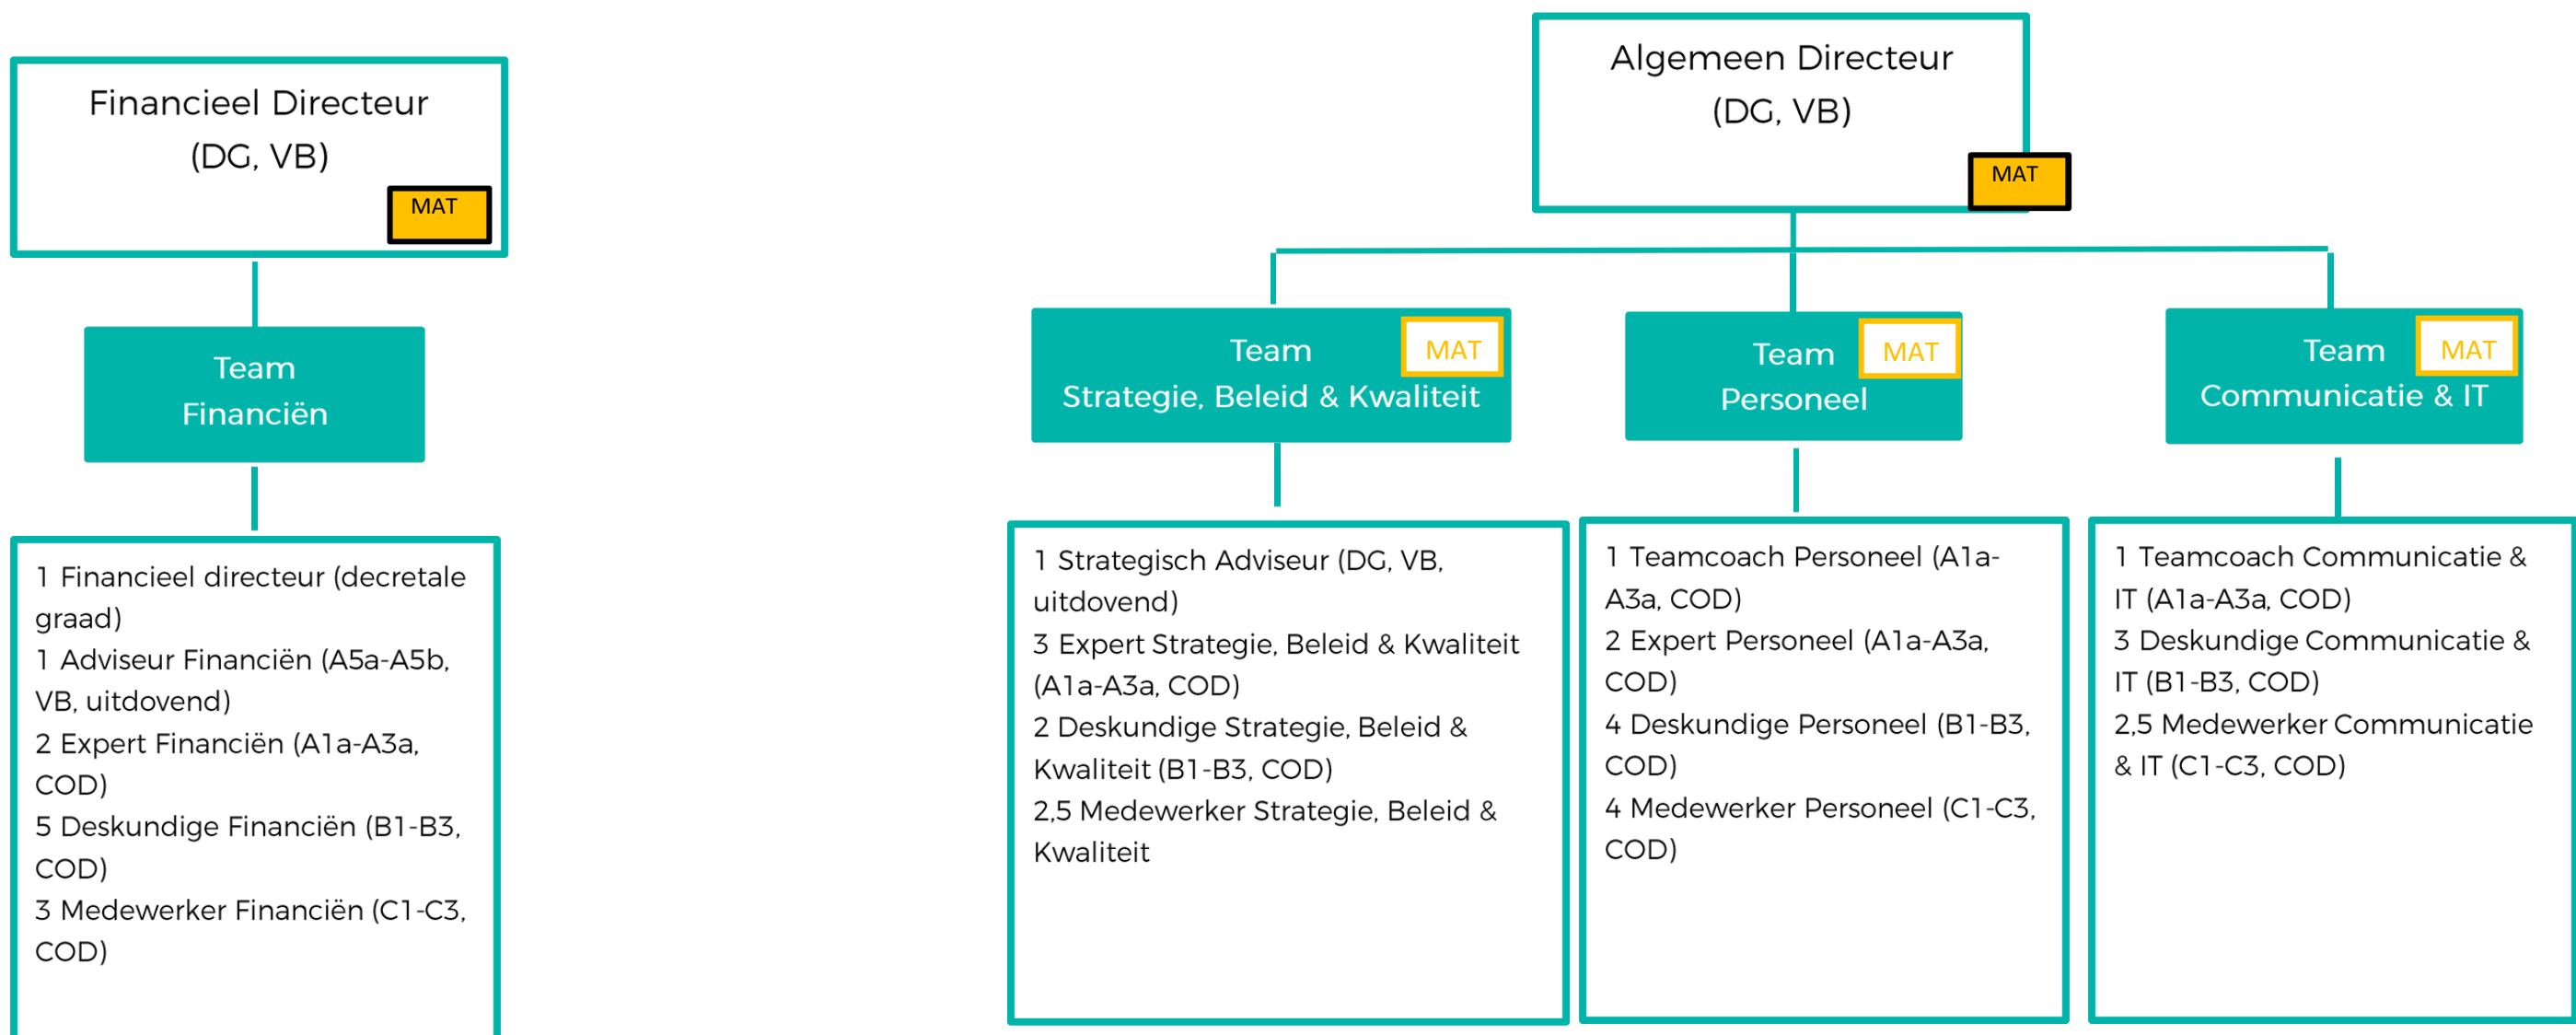 Financieel Directeur
(DG, VB)
MAT
Team
Financiën
1 Financieel directeur (decretale
graad)
1 Adviseur Financiën (A5a-A5b,
VB, uitdovend)
2 Expert Financiën (A1a-A3a,
COD)
5 Deskundige Financiën (B1-B3,
COD)
3 Medewerker Financiën (C1-C3,
COD)
Algemeen Directeur
(DG, VB)
MAT
Team
MAT
Strategie, Beleid & Kwaliteit
1 Strategisch Adviseur (DG, VB,
uitdovend)
3 Expert Strategie, Beleid & Kwaliteit
(A1a-A3a, COD)
2 Deskundige Strategie, Beleid &
Kwaliteit (B1-B3, COD)
2,5 Medewerker Strategie, Beleid &
Kwaliteit
Team
MAT
Personeel
1 Teamcoach Personeel (A1a-
A3a, COD)
2 Expert Personeel (A1a-A3a,
COD)
4 Deskundige Personeel (B1-B3,
COD)
4 Medewerker Personeel (C1-C3,
COD)
Team
MAT
Communicatie & IT
1 Teamcoach Communicatie &
IT (A1a-A3a, COD)
3 Deskundige Communicatie &
IT (B1-B3, COD)
2,5 Medewerker Communicatie
& IT (C1-C3, COD)